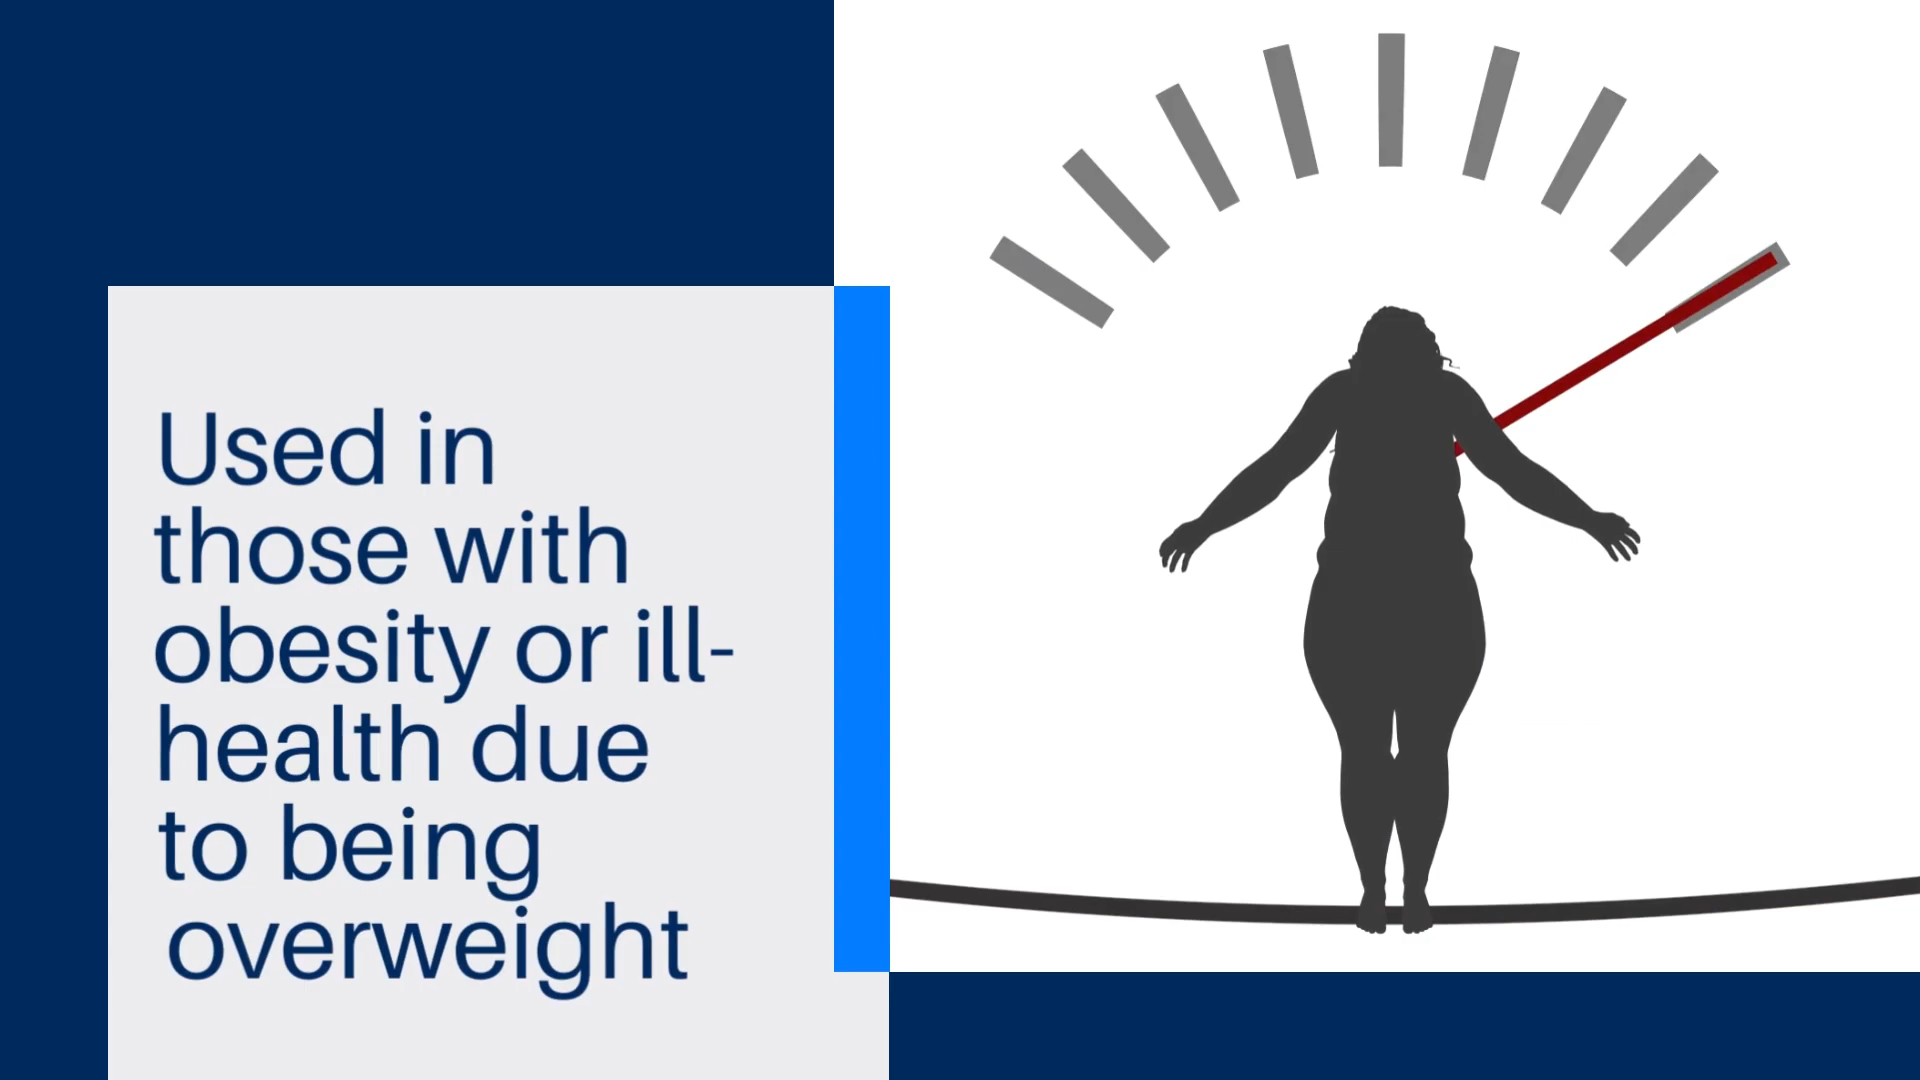 Used in
those with
obesity or ill-
health due
to being
overweight